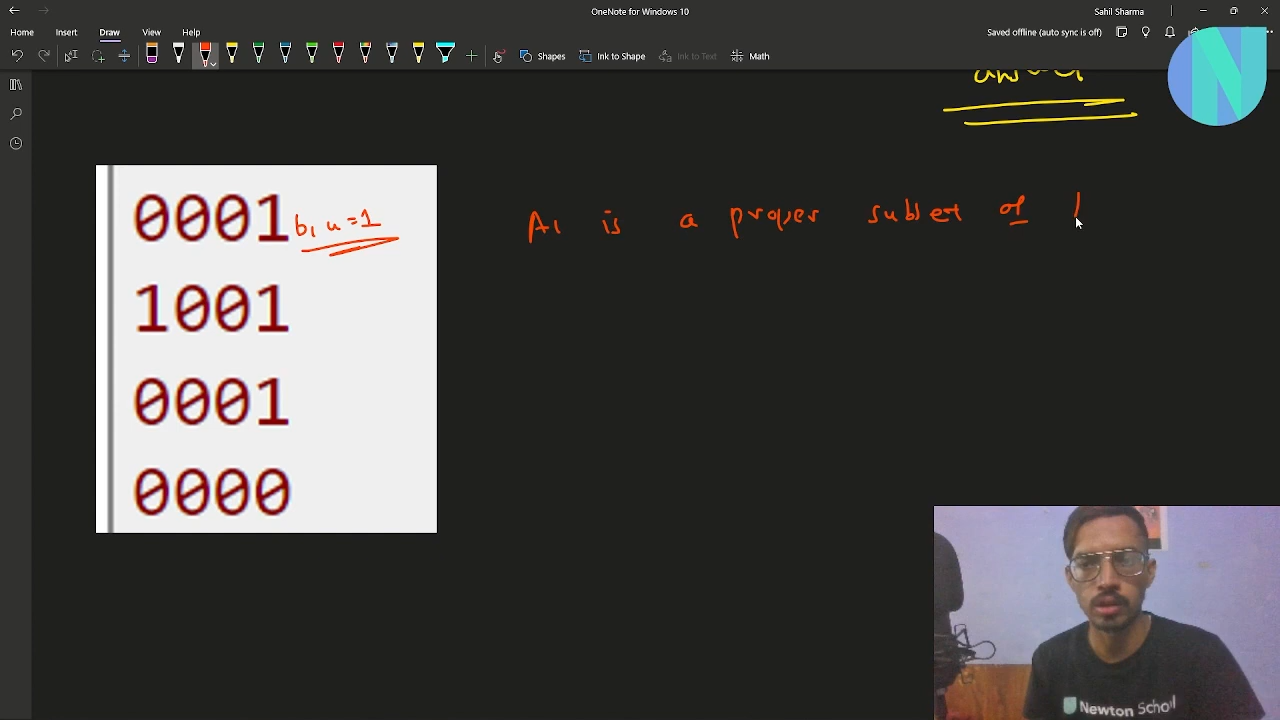 OneNote for Windows 10
Sahil Sharma
Home Insert Draw View Help
Saved offline (auto sync is off)
Shapes Ink to Shape Ink to Text Math
answer
0001 b, u=1
A1 is a proper subset of
1001
0001
0000
Newton School